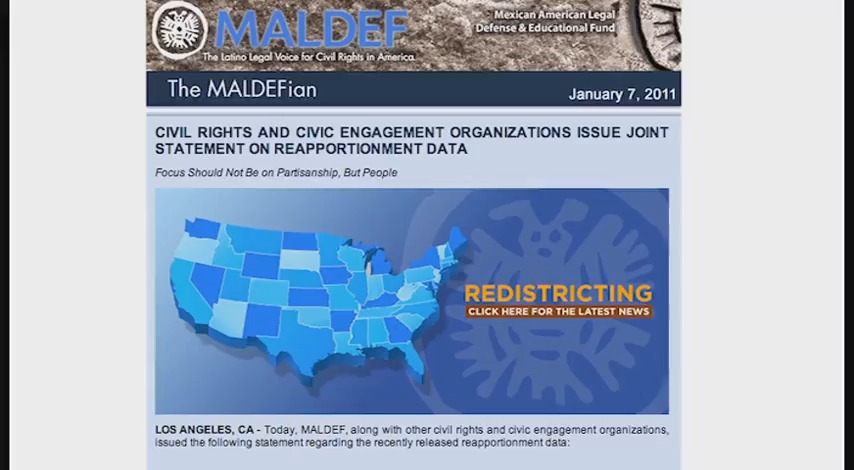 MALDEF
The Latino Legal Voice for Civil Rights in America.
Mexican American Legal
Defense & Educational Fund
The MALDEFian
January 7, 2011
CIVIL RIGHTS AND CIVIC ENGAGEMENT ORGANIZATIONS ISSUE JOINT
STATEMENT ON REAPPORTIONMENT DATA
Focus Should Not Be on Partisanship, But People
REDISTRICTING
CLICK HERE FOR THE LATEST NEWS
LOS ANGELES, CA - Today, MALDEF, along with other civil rights and civic engagement organizations,
issued the following statement regarding the recently released reapportionment data: